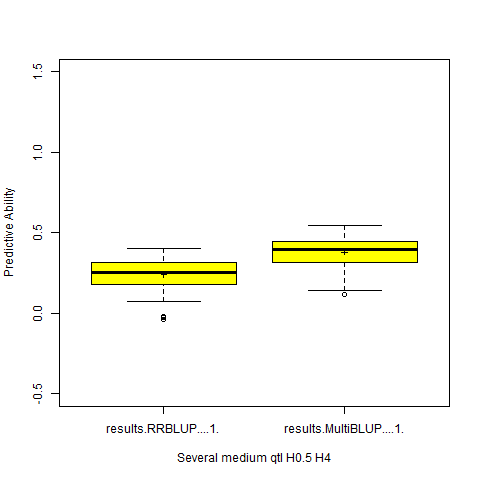 Predictive Ability
1.5
1.0
0.5
0.0
-0.5
results.RRBLUP....1. results.MultiBLUP....1.
Several medium qtl H0.5 H4